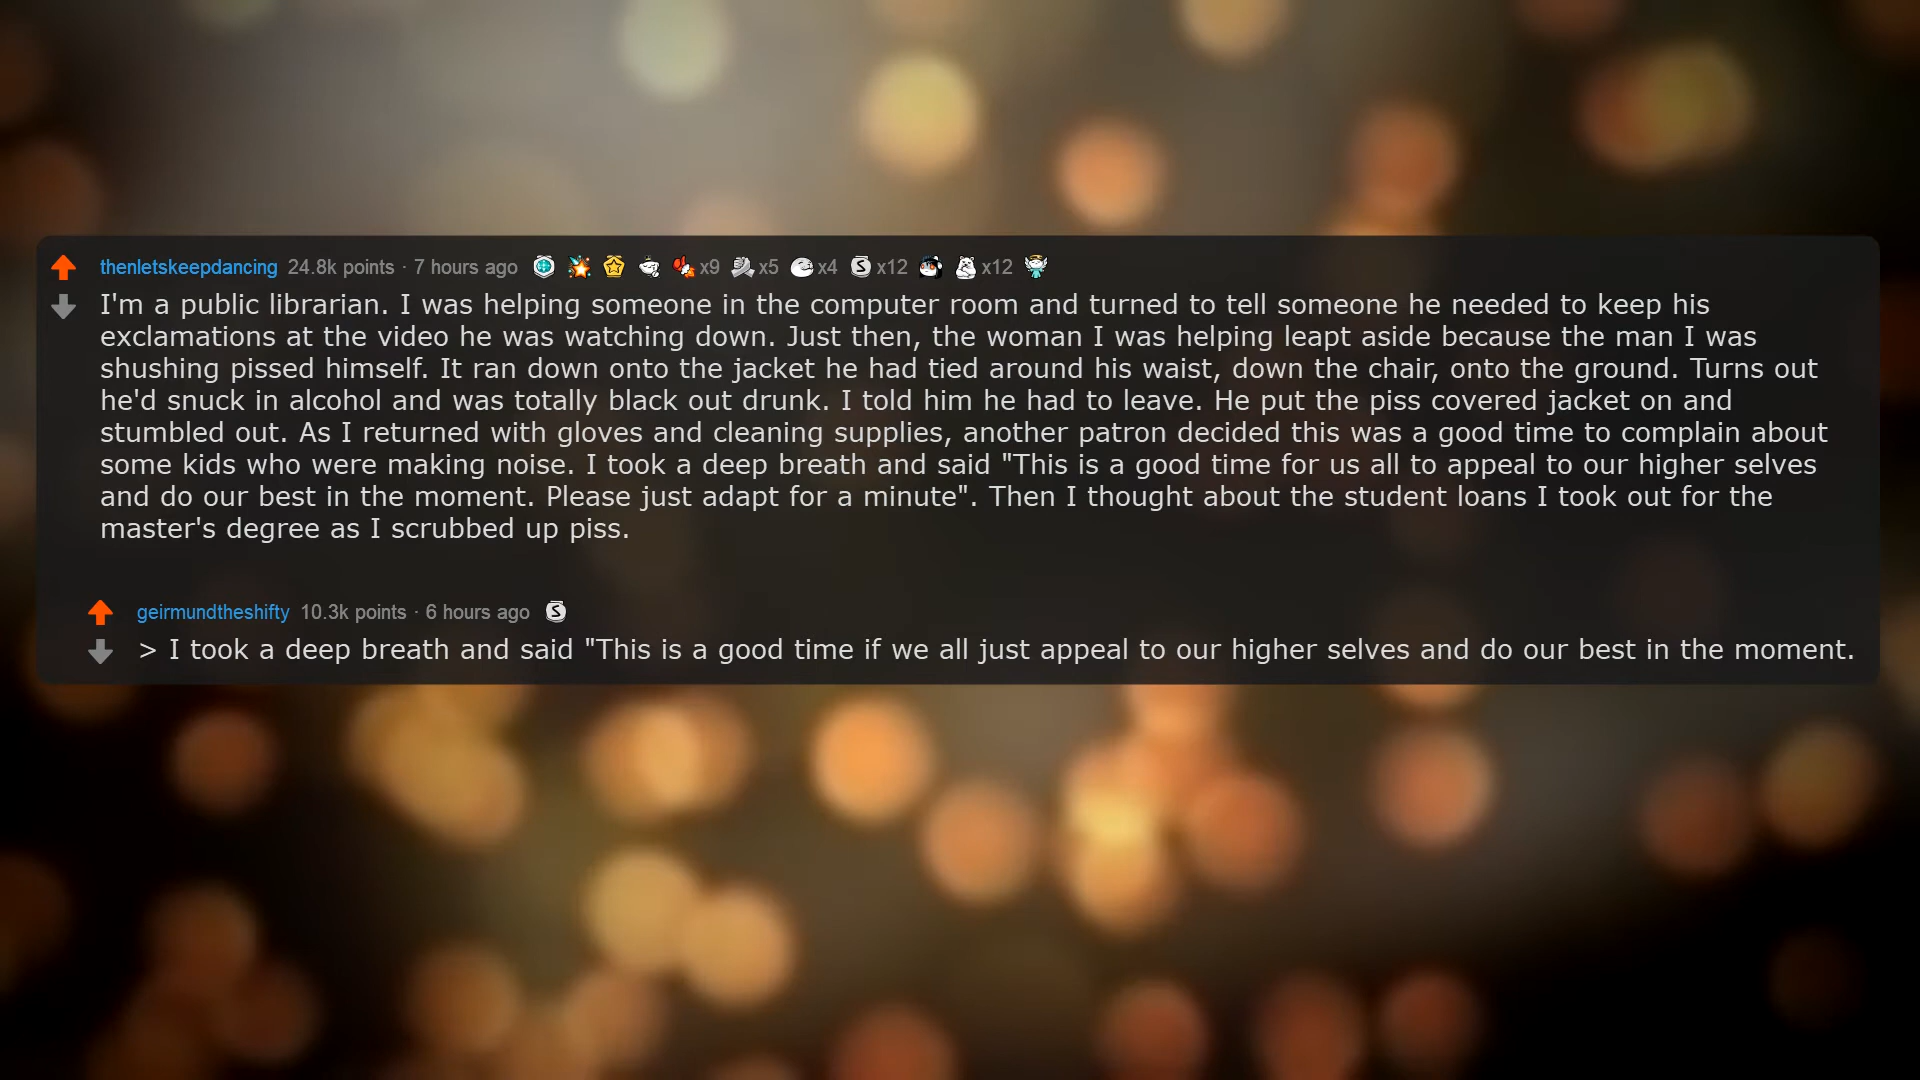 thenletskeepdancing 24.8k points · 7 hours ago x9 x5 x4 x12 x12
I'm a public librarian. I was helping someone in the computer room and turned to tell someone he needed to keep his
exclamations at the video he was watching down. Just then, the woman I was helping leapt aside because the man I was
shushing pissed himself. It ran down onto the jacket he had tied around his waist, down the chair, onto the ground. Turns out
he'd snuck in alcohol and was totally black out drunk. I told him he had to leave. He put the piss covered jacket on and
stumbled out. As I returned with gloves and cleaning supplies, another patron decided this was a good time to complain about
some kids who were making noise. I took a deep breath and said "This is a good time for us all to appeal to our higher selves
and do our best in the moment. Please just adapt for a minute". Then I thought about the student loans I took out for the
master's degree as I scrubbed up piss.
geirmundtheshifty 10.3k points · 6 hours ago
> I took a deep breath and said "This is a good time if we all just appeal to our higher selves and do our best in the moment.